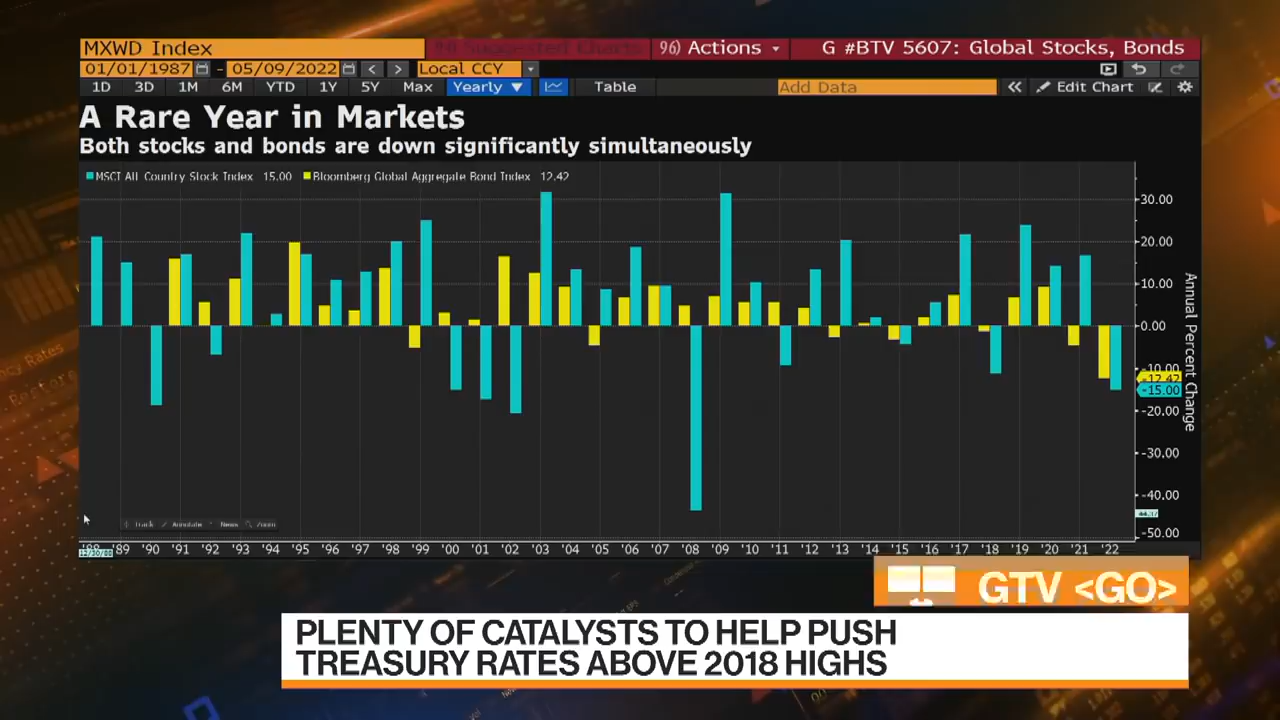 MXWD Index 96) Actions G #BTV 5607: Global Stocks, Bonds
01/01/1987 - 05/09/2022 < > Local CCY
1D 3D 1M 6M YTD 1Y 5Y Max Yearly Table Add Data « Edit Chart
A Rare Year in Markets
Both stocks and bonds are down significantly simultaneously
MSCI All Country Stock Index 15.00 Bloomberg Global Aggregate Bond Index 12.42
30.00
20.00
10.00
0.00
-10.00
-12.42
-15.00
-20.00
-30.00
-40.00
-50.00
Annual Percent Change
Track Annotate News Zoom
'88 '89 '90 '91 '92 '93 '94 '95 '96 '97 '98 '99 '00 '01 '02 '03 '04 '05 '06 '07 '08 '09 '10 '11 '12 '13 '14 '15 '16 '17 '18 '19 '20 '21 '22
GTV <GO>
PLENTY OF CATALYSTS TO HELP PUSH
TREASURY RATES ABOVE 2018 HIGHS